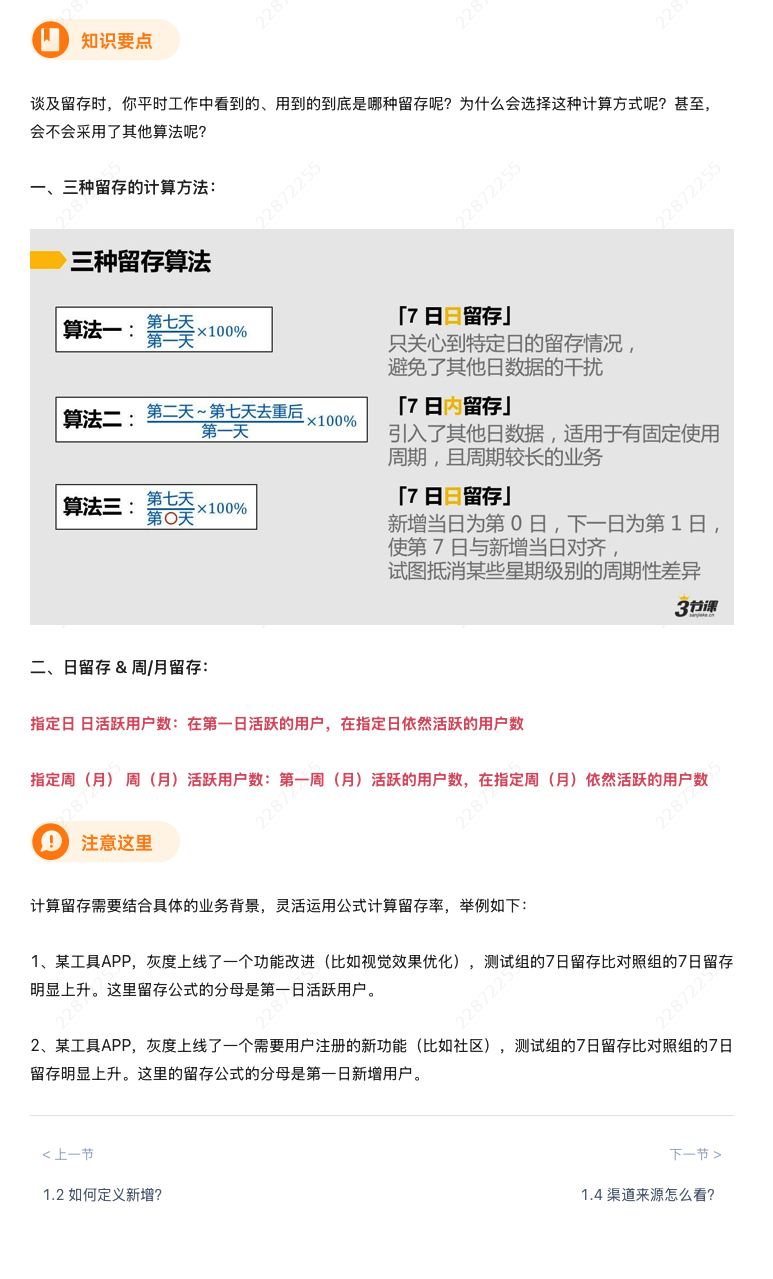 知识要点
谈及留存时，你平时工作中看到的、用到的到底是哪种留存呢？为什么会选择这种计算方式呢？甚至，
会不会采用了其他算法呢？
一、三种留存的计算方法：
三种留存算法
算法一： 第七天
第一天 ×100%
「7 日日留存」
只关心到特定日的留存情况，
避免了其他日数据的干扰
算法二： 第二天～第七天去重后
第一天 ×100%
「7 日内留存」
引入了其他日数据，适用于有固定使用
周期，且周期较长的业务
算法三： 第七天
第〇天 ×100%
「7 日日留存」
新增当日为第 0 日，下一日为第 1 日，
使第 7 日与新增当日对齐，
试图抵消某些星期级别的周期性差异
3节课
sanjieke.cn
二、日留存 & 周/月留存：
指定日 日活跃用户数：在第一日活跃的用户，在指定日依然活跃的用户数
指定周（月） 周（月）活跃用户数：第一周（月）活跃的用户数，在指定周（月）依然活跃的用户数
注意这里
计算留存需要结合具体的业务背景，灵活运用公式计算留存率，举例如下：
1、某工具APP，灰度上线了一个功能改进（比如视觉效果优化），测试组的7日留存比对照组的7日留存
明显上升。这里留存公式的分母是第一日活跃用户。
2、某工具APP，灰度上线了一个需要用户注册的新功能（比如社区），测试组的7日留存比对照组的7日
留存明显上升。这里的留存公式的分母是第一日新增用户。
< 上一节
下一节 >
1.2 如何定义新增？
1.4 渠道来源怎么看？
22872255